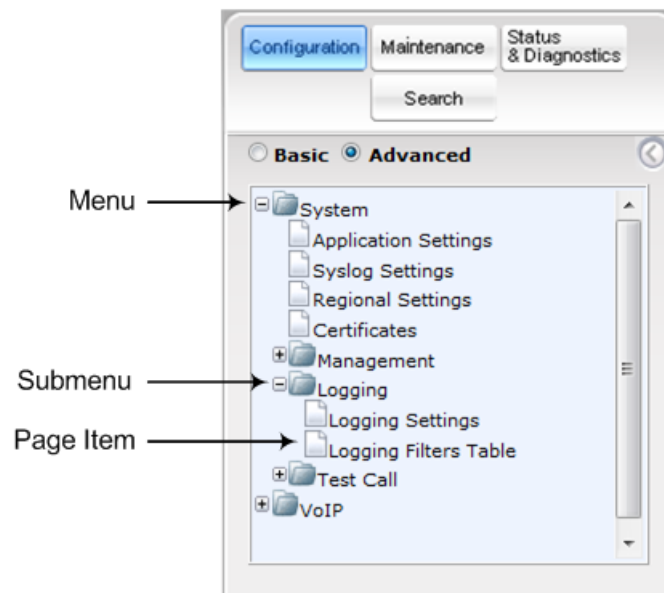 Configuration
Maintenance
Status
& Diagnostics
Search
Basic
Advanced
Menu
System
Application Settings
Syslog Settings
Regional Settings
Certificates
Management
Submenu
Logging
Logging Settings
Page Item
Logging Filters Table
Test Call
VoIP